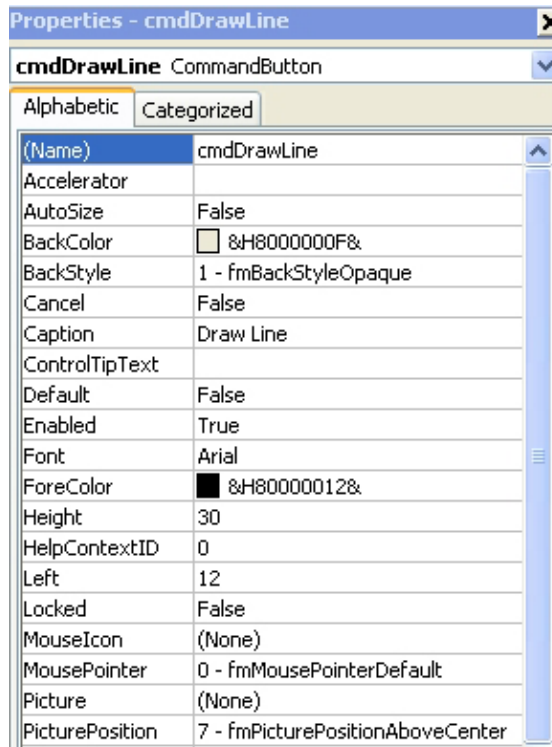 Properties - cmdDrawLine
cmdDrawLine CommandButton
Alphabetic Categorized
(Name) cmdDrawLine
Accelerator
AutoSize False
BackColor &H8000000F&
BackStyle 1 - fmBackStyleOpaque
Cancel False
Caption Draw Line
ControlTipText
Default False
Enabled True
Font Arial
ForeColor &H80000012&
Height 30
HelpContextID 0
Left 12
Locked False
MouseIcon (None)
MousePointer 0 - fmMousePointerDefault
Picture (None)
PicturePosition 7 - fmPicturePositionAboveCenter